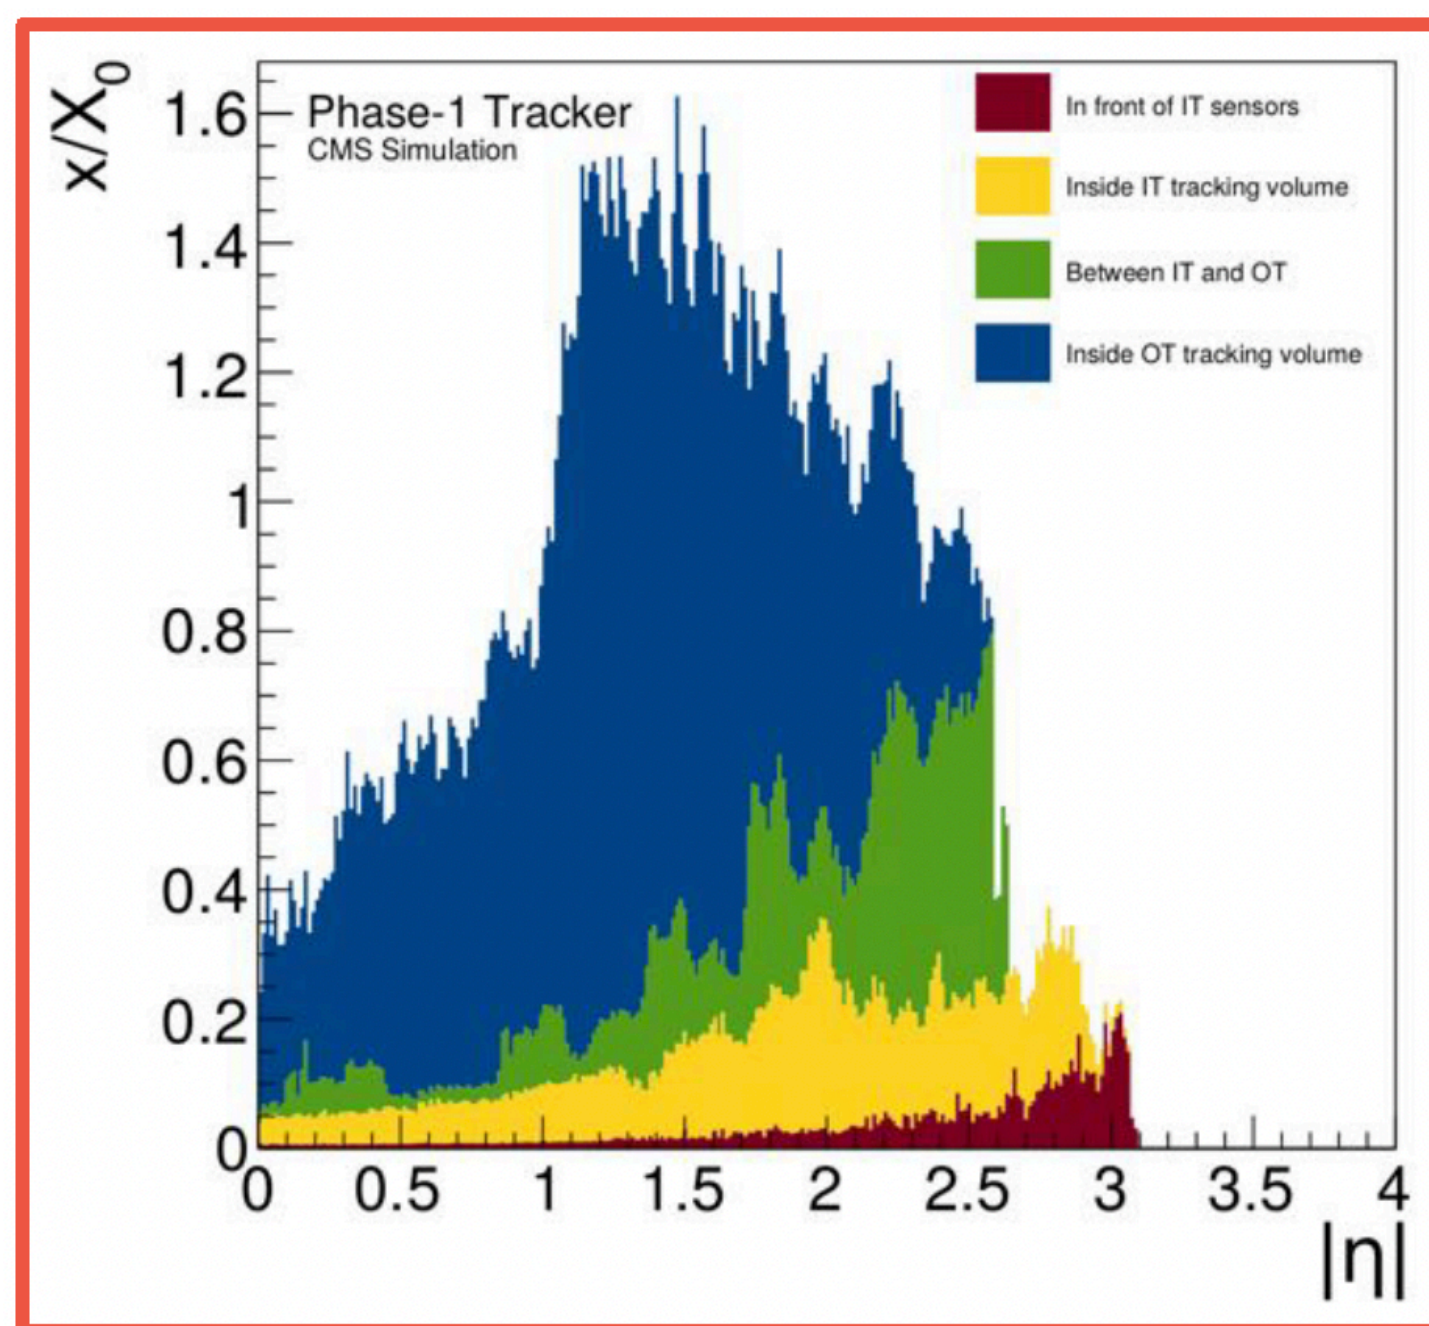 x/X0
Phase-1 Tracker
CMS Simulation
In front of IT sensors
Inside IT tracking volume
Between IT and OT
Inside OT tracking volume
1.6
1.4
1.2
1
0.8
0.6
0.4
0.2
0
0 0.5 1 1.5 2 2.5 3 3.5 4
|η|